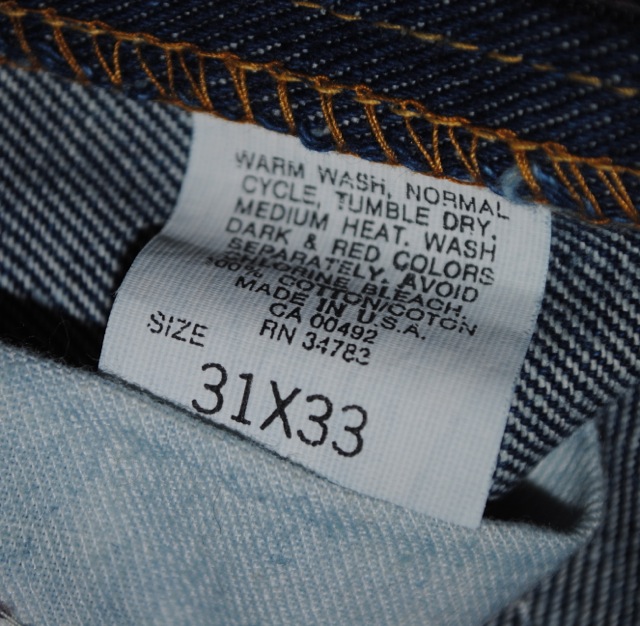 WARM WASH, NORMAL
CYCLE, TUMBLE DRY,
MEDIUM HEAT. WASH
DARK & RED COLORS
SEPARATELY, AVOID
CHLORINE BLEACH.
100% COTTON/COTON
MADE IN U.S.A.
CA 00492
RN 34783
SIZE
31X33